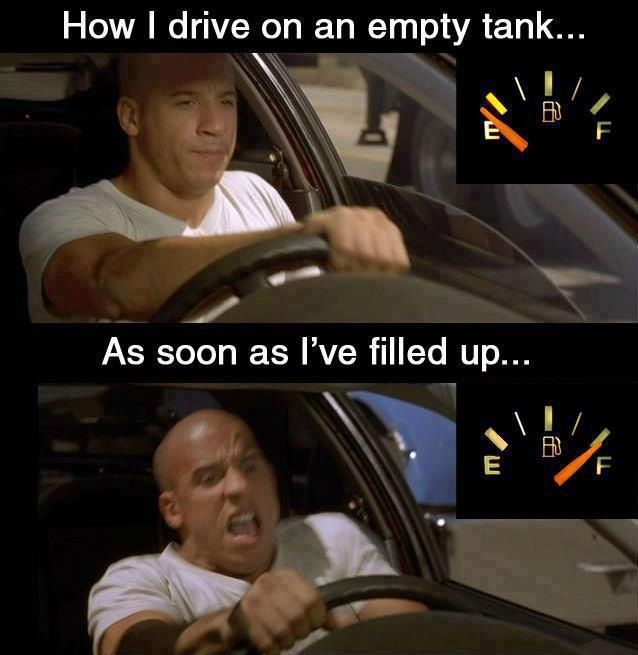 How I drive on an empty tank...
E F
As soon as I've filled up...
E F